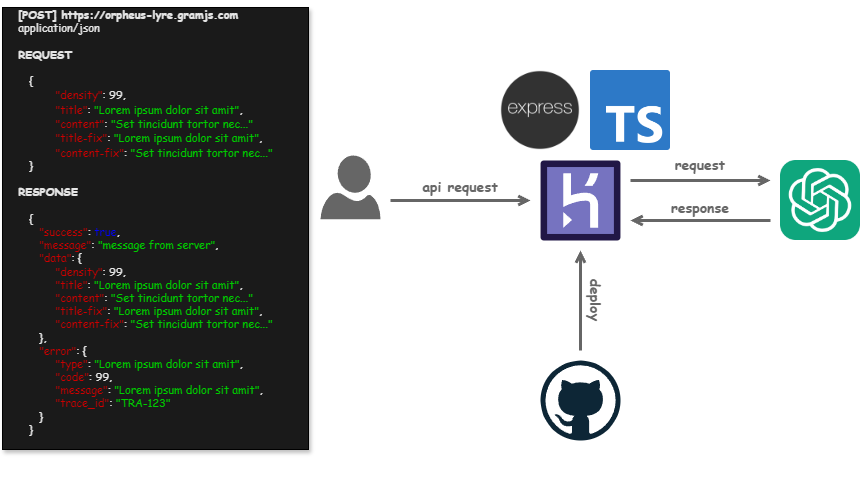 [POST] https://orpheus-lyre.gramjs.com
application/json
REQUEST
{
"density": 99,
"title": "Lorem ipsum dolor sit amit",
"content": "Set tincidunt tortor nec..."
"title-fix": "Lorem ipsum dolor sit amit",
"content-fix": "Set tincidunt tortor nec..."
}
RESPONSE
{
"success": true,
"message": "message from server",
"data": {
"density": 99,
"title": "Lorem ipsum dolor sit amit",
"content": "Set tincidunt tortor nec..."
"title-fix": "Lorem ipsum dolor sit amit",
"content-fix": "Set tincidunt tortor nec..."
},
"error": {
"type": "Lorem ipsum dolor sit amit",
"code": 99,
"message": "Lorem ipsum dolor sit amit",
"trace_id": "TRA-123"
}
}
api request
express
TS
request
response
deploy